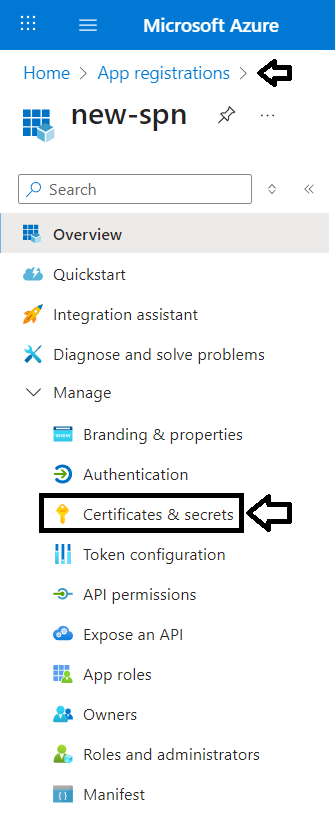 Microsoft Azure
Home > App registrations >
new-spn
Search
Overview
Quickstart
Integration assistant
Diagnose and solve problems
Manage
Branding & properties
Authentication
Certificates & secrets
Token configuration
API permissions
Expose an API
App roles
Owners
Roles and administrators
Manifest